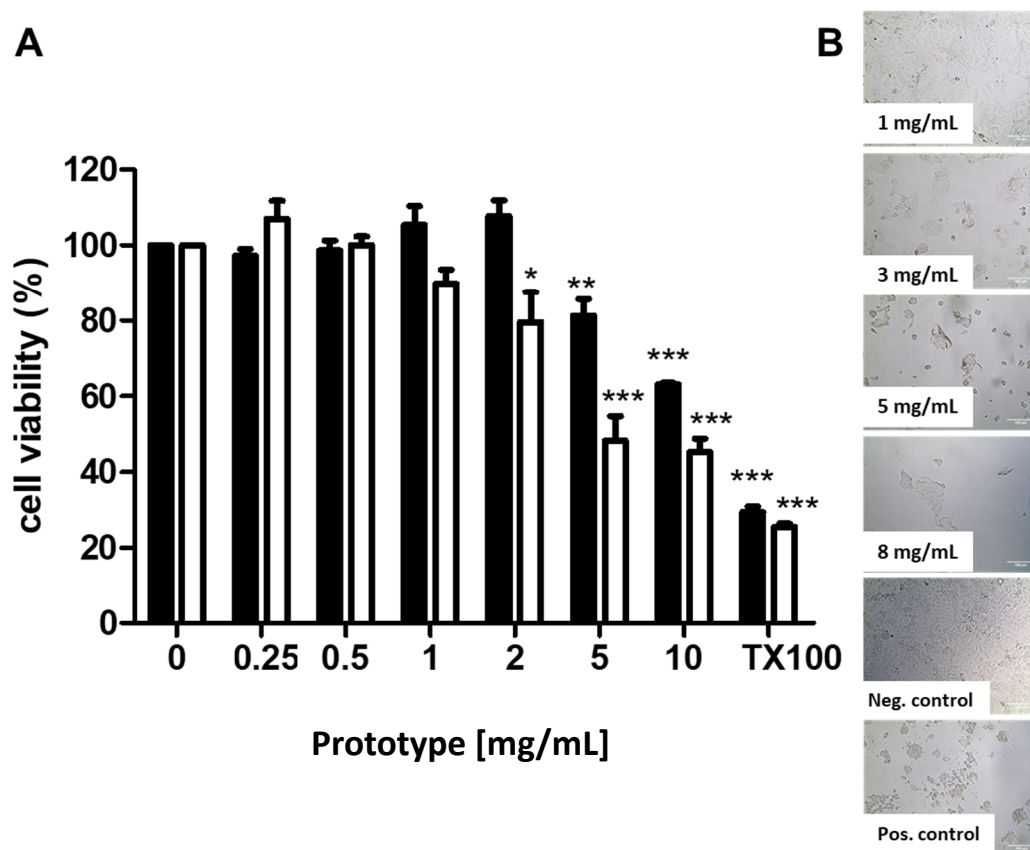 A
B
120
100
80
60
40
20
0
cell viability (%)
*
**
***
***
***
***
***
***
0
0.25
0.5
1
2
5
10
TX100
Prototype [mg/mL]
1 mg/mL
3 mg/mL
5 mg/mL
8 mg/mL
Neg. control
Pos. control